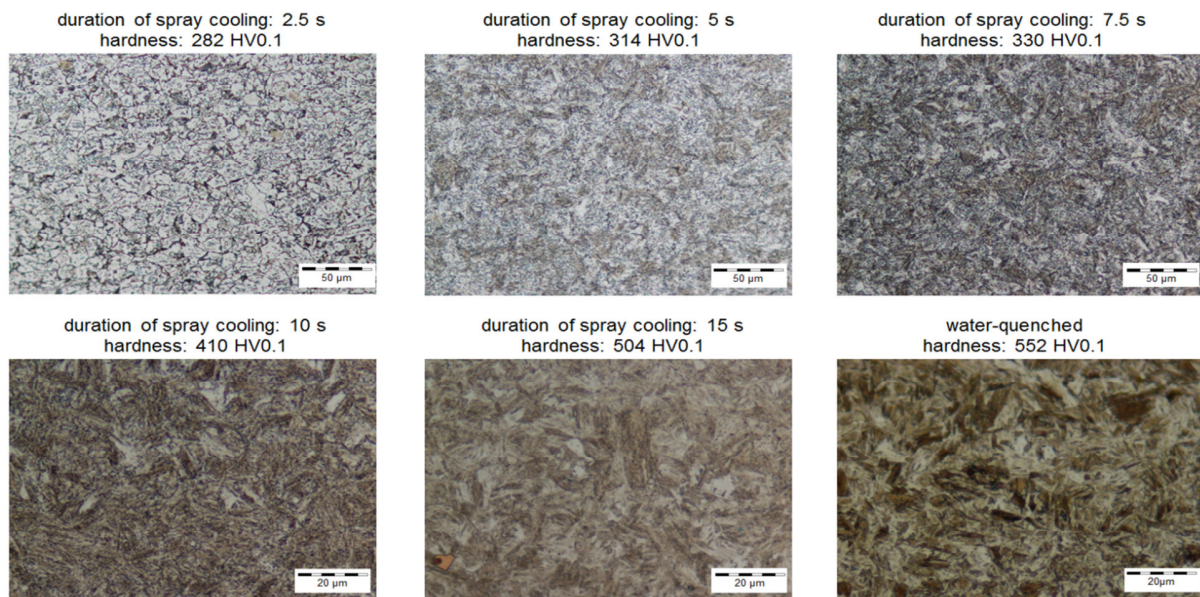 duration of spray cooling: 2.5 s
hardness: 282 HV0.1
duration of spray cooling: 5 s
hardness: 314 HV0.1
duration of spray cooling: 7.5 s
hardness: 330 HV0.1
50 µm
50 µm
50 µm
duration of spray cooling: 10 s
hardness: 410 HV0.1
duration of spray cooling: 15 s
hardness: 504 HV0.1
water-quenched
hardness: 552 HV0.1
20 µm
20 µm
20µm